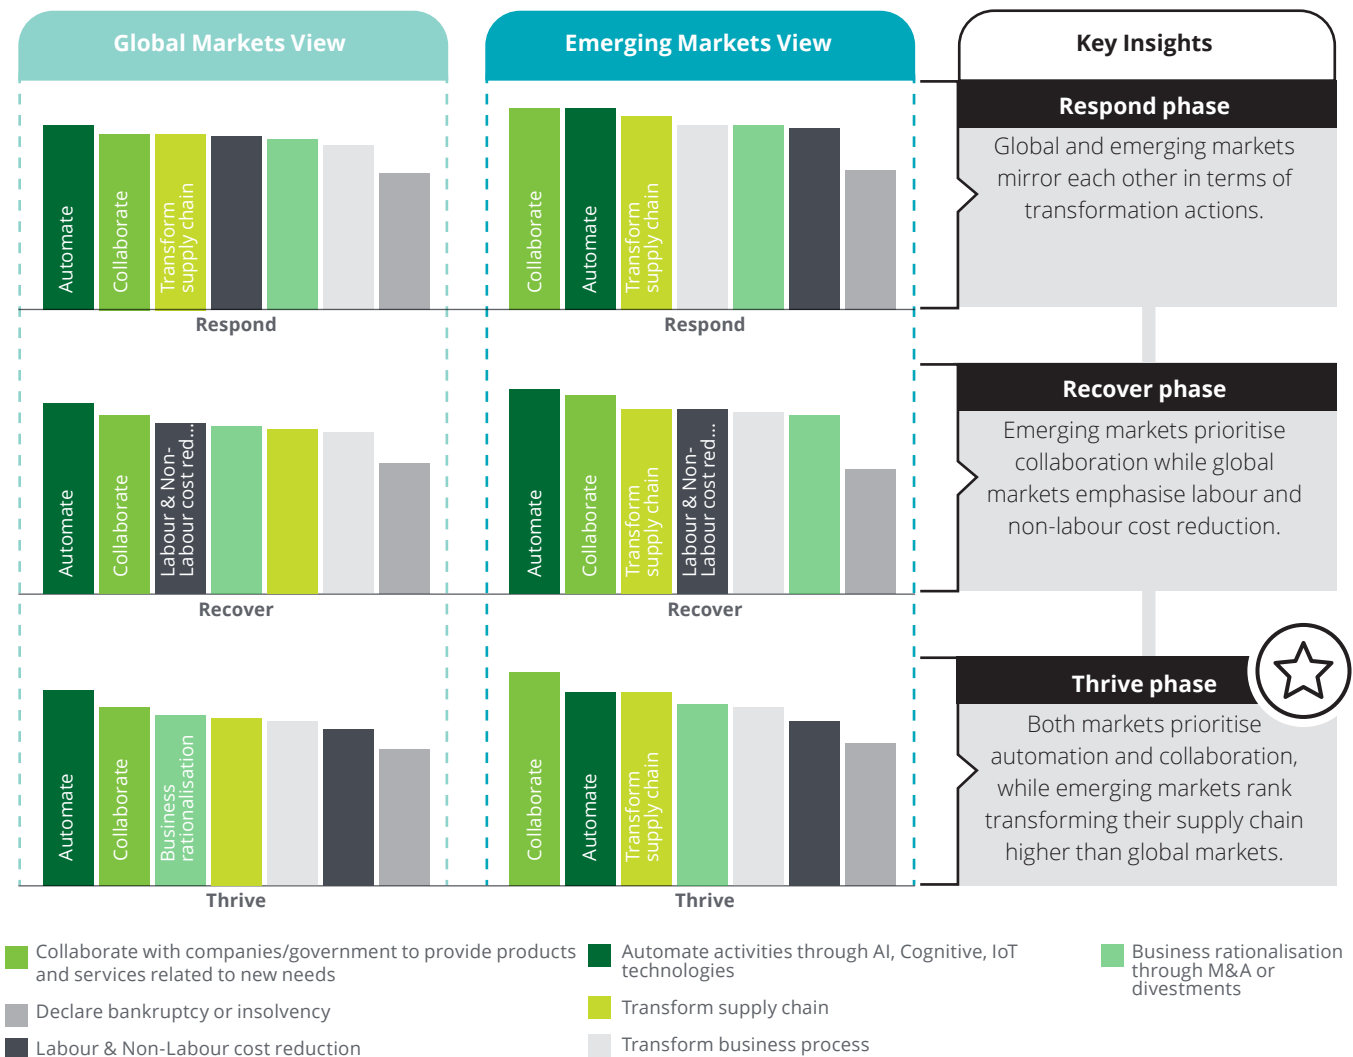 Global Markets View
Emerging Markets View
Key Insights
Automate
Collaborate
Transform
supply chain
Respond
Collaborate
Automate
Transform
supply chain
Respond
Respond phase
Global and emerging markets
mirror each other in terms of
transformation actions.
Automate
Collaborate
Labour & Non-
Labour cost red...
Recover
Automate
Collaborate
Transform
supply chain
Labour & Non-
Labour cost red...
Recover
Recover phase
Emerging markets prioritise
collaboration while global
markets emphasise labour and
non-labour cost reduction.
Automate
Collaborate
Business
rationalisation
Thrive
Collaborate
Automate
Transform
supply chain
Thrive
Thrive phase
Both markets prioritise
automation and collaboration,
while emerging markets rank
transforming their supply chain
higher than global markets.
Collaborate with companies/government to provide products
and services related to new needs
Declare bankruptcy or insolvency
Labour & Non-Labour cost reduction
Automate activities through AI, Cognitive, IoT
technologies
Transform supply chain
Transform business process
Business rationalisation
through M&A or
divestments